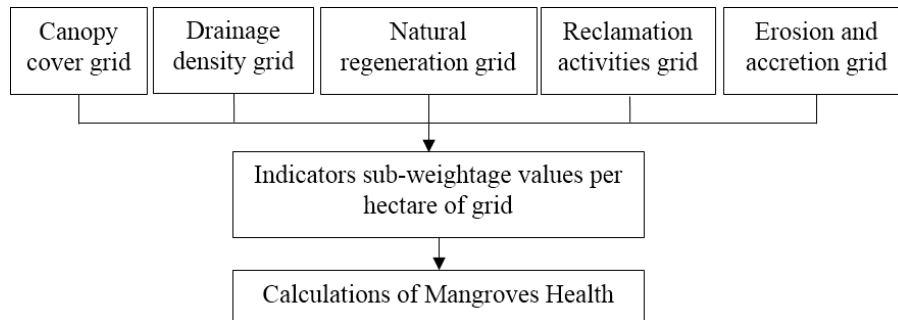 Canopy
cover grid
Drainage
density grid
Natural
regeneration grid
Reclamation
activities grid
Erosion and
accretion grid
Indicators sub-weightage values per
hectare of grid
Calculations of Mangroves Health